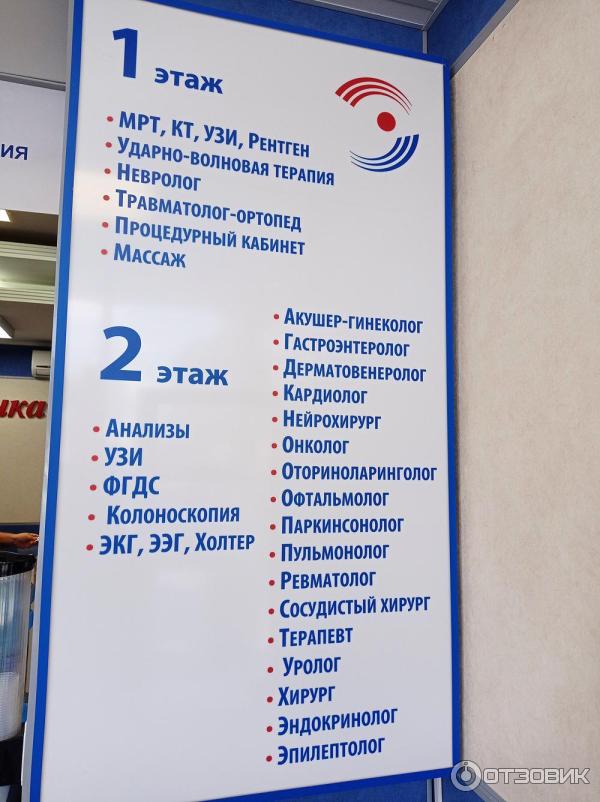 1 этаж
• МРТ, КТ, УЗИ, Рентген
• Ударно-волновая терапия
• Невролог
• Травматолог-ортопед
• Процедурный кабинет
• Массаж
2 этаж
• Анализы
• УЗИ
• ФГДС
• Колоноскопия
• ЭКГ, ЭЭГ, Холтер
• Акушер-гинеколог
• Гастроэнтеролог
• Дерматовенеролог
• Кардиолог
• Нейрохирург
• Онколог
• Оториноларинголог
• Офтальмолог
• Паркинсонолог
• Пульмонолог
• Ревматолог
• Сосудистый хирург
• Терапевт
• Уролог
• Хирург
• Эндокринолог
• Эпилептолог
ия
ика
ОТЗОВИК